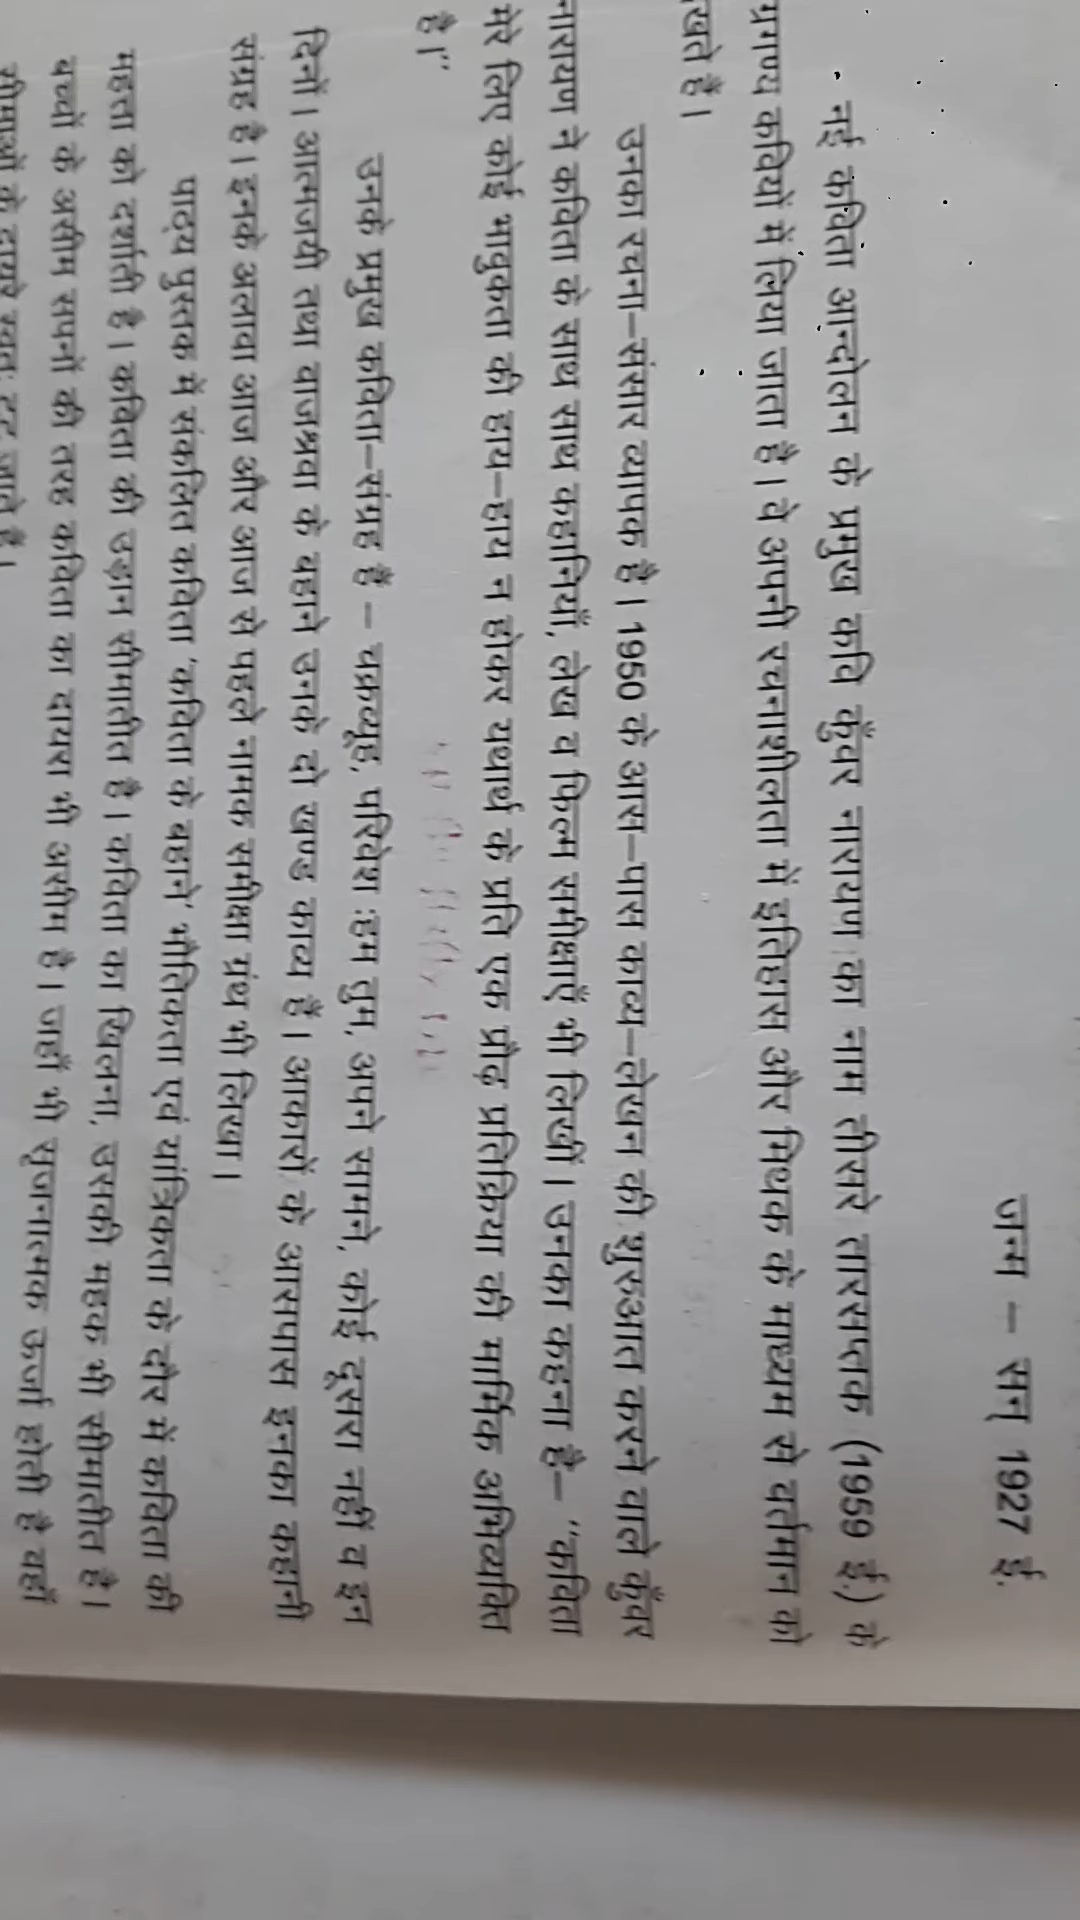 जन्म – सन् 1927 ई.
नई कविता आन्दोलन के प्रमुख कवि कुँवर नारायण का नाम तीसरे तारसप्तक (1959 ई.) के
प्रमाण्य कवियों में लिया जाता है। वे अपनी रचनाशीलता में इतिहास और मिथक के माध्यम से वर्तमान को
रखते हैं।
उनका रचना–संसार व्यापक है। 1950 के आस–पास काव्य–लेखन की शुरुआत करने वाले कुँवर
नारायण ने कविता के साथ साथ कहानियाँ, लेख व फिल्म समीक्षाएँ भी लिखीं। उनका कहना है– "कविता
मेरे लिए कोई भावुकता की हाय–हाय न होकर यथार्थ के प्रति एक प्रौढ़ प्रतिक्रिया की मार्मिक अभिव्यक्ति
है।"
उनके प्रमुख कविता–संग्रह हैं – चक्रव्यूह, परिवेश :हम तुम, अपने सामने, कोई दूसरा नहीं व इन
दिनों। आत्मजयी तथा वाजश्रवा के बहाने उनके दो खण्ड काव्य हैं। आकारों के आसपास इनका कहानी
संग्रह है। इनके अलावा आज और आज से पहले नामक समीक्षा ग्रंथ भी लिखा।
पाठ्य पुस्तक में संकलित कविता 'कविता के बहाने' भौतिकता एवं यांत्रिकता के दौर में कविता की
महता को दर्शाती है। कविता की उड़ान सीमातीत है। कविता का खिलना, उसकी महक भी सीमातीत है।
बच्चों के असीम सपनों की तरह कविता का दायरा भी असीम है। जहाँ भी सृजनात्मक ऊर्जा होती है वहाँ
सीमाओं के दायरे स्वतः टूट जाते हैं।